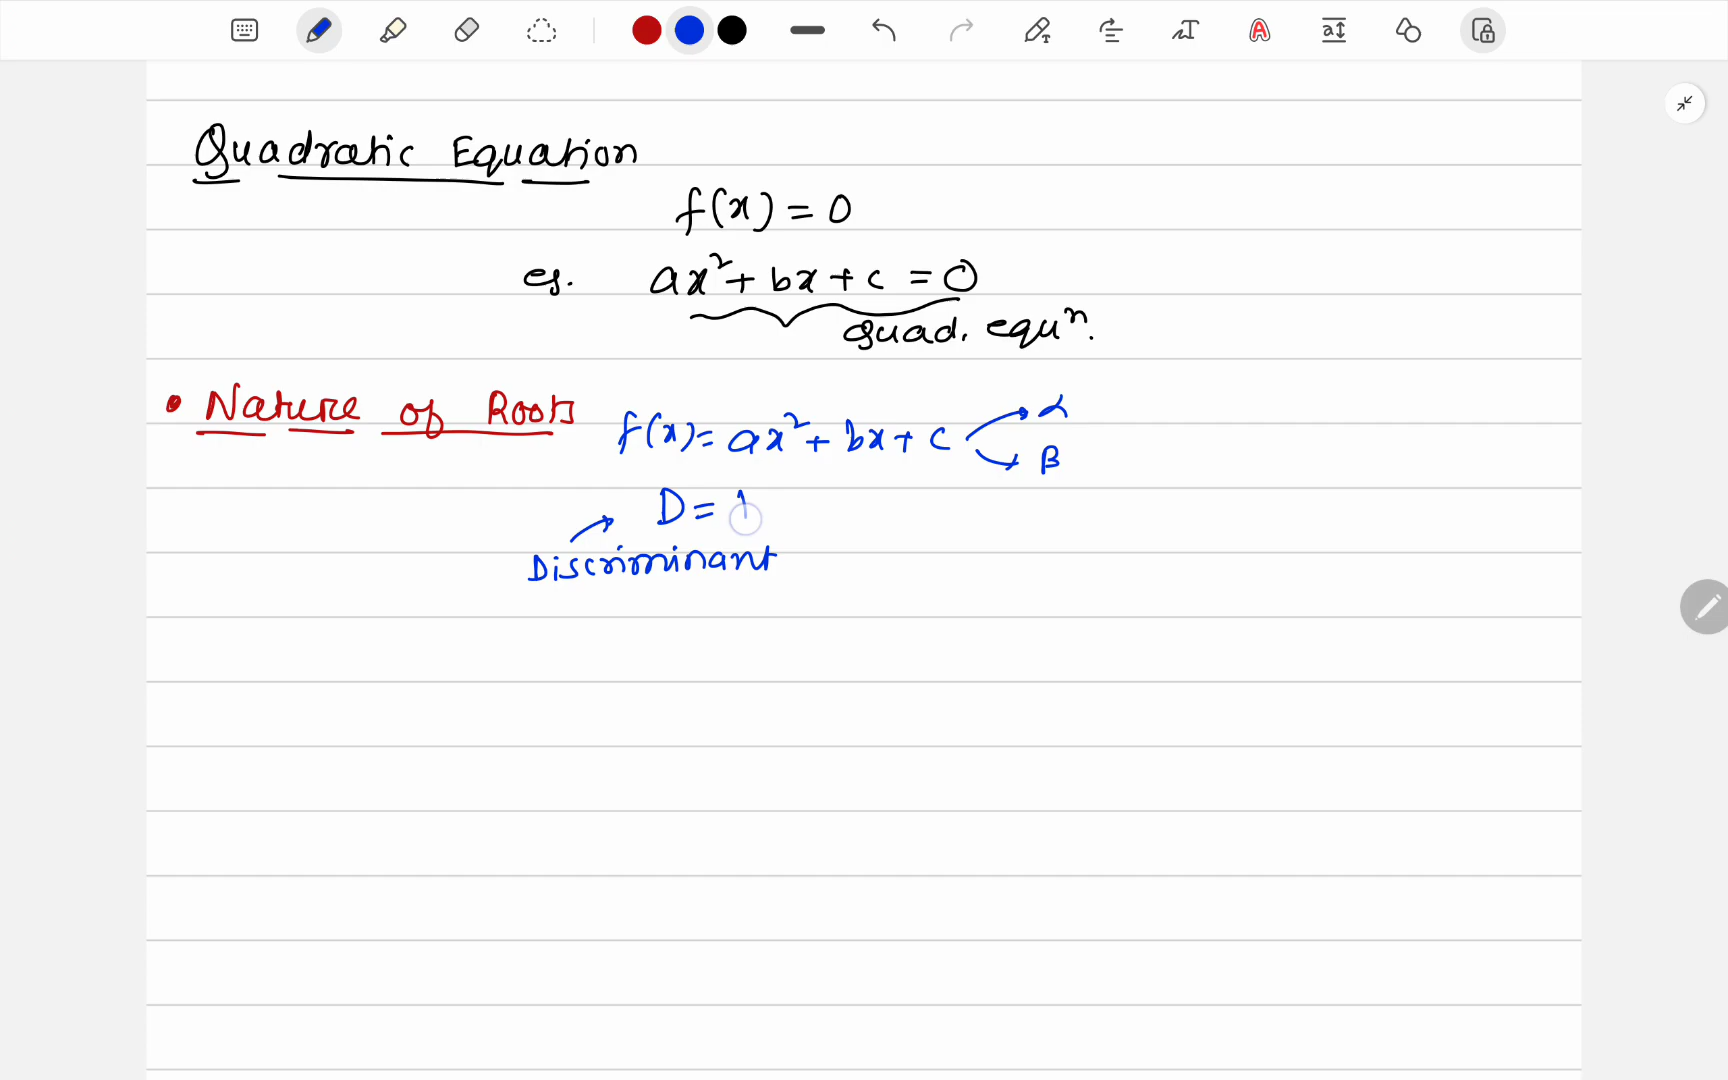 Quadratic Equation
f(x) = 0
eg. ax² + bx + c = 0
quad. equⁿ.
• Nature of Roots f(x) = ax² + bx + c α
β
D =
Discriminant